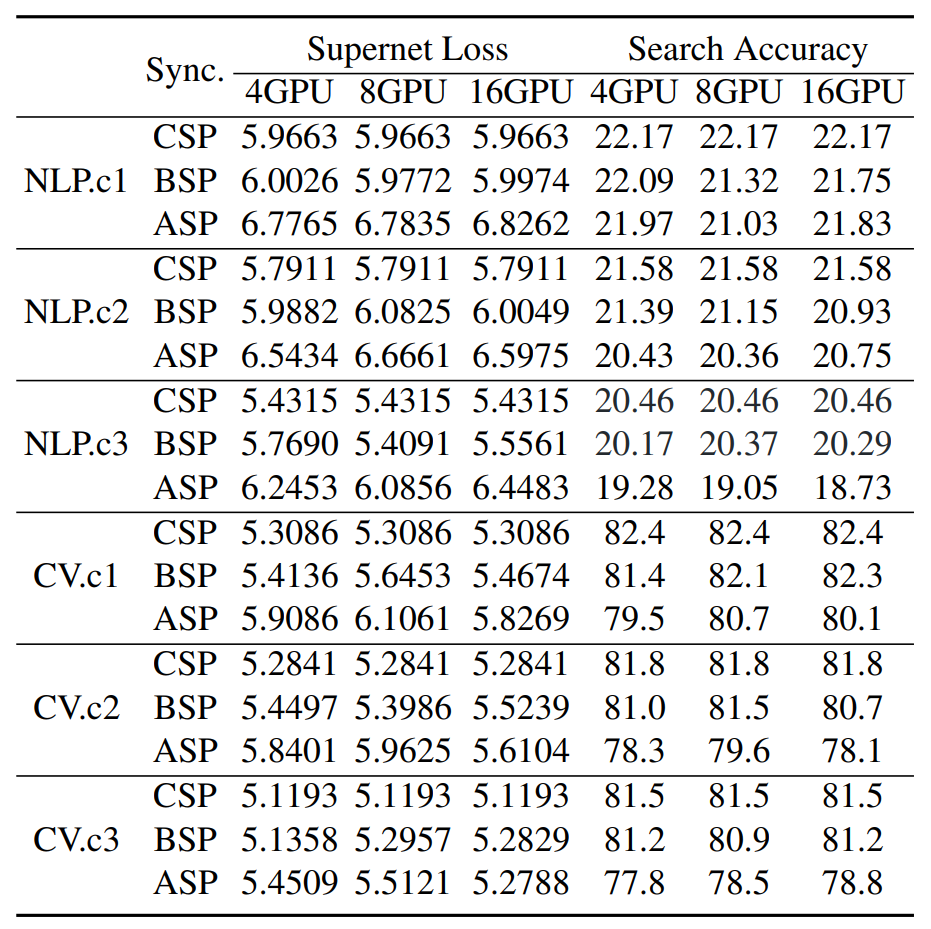 Sync. Supernet Loss Search Accuracy
4GPU 8GPU 16GPU 4GPU 8GPU 16GPU
CSP 5.9663 5.9663 5.9663 22.17 22.17 22.17
NLP.c1 BSP 6.0026 5.9772 5.9974 22.09 21.32 21.75
ASP 6.7765 6.7835 6.8262 21.97 21.03 21.83
CSP 5.7911 5.7911 5.7911 21.58 21.58 21.58
NLP.c2 BSP 5.9882 6.0825 6.0049 21.39 21.15 20.93
ASP 6.5434 6.6661 6.5975 20.43 20.36 20.75
CSP 5.4315 5.4315 5.4315 20.46 20.46 20.46
NLP.c3 BSP 5.7690 5.4091 5.5561 20.17 20.37 20.29
ASP 6.2453 6.0856 6.4483 19.28 19.05 18.73
CSP 5.3086 5.3086 5.3086 82.4 82.4 82.4
CV.c1 BSP 5.4136 5.6453 5.4674 81.4 82.1 82.3
ASP 5.9086 6.1061 5.8269 79.5 80.7 80.1
CSP 5.2841 5.2841 5.2841 81.8 81.8 81.8
CV.c2 BSP 5.4497 5.3986 5.5239 81.0 81.5 80.7
ASP 5.8401 5.9625 5.6104 78.3 79.6 78.1
CSP 5.1193 5.1193 5.1193 81.5 81.5 81.5
CV.c3 BSP 5.1358 5.2957 5.2829 81.2 80.9 81.2
ASP 5.4509 5.5121 5.2788 77.8 78.5 78.8